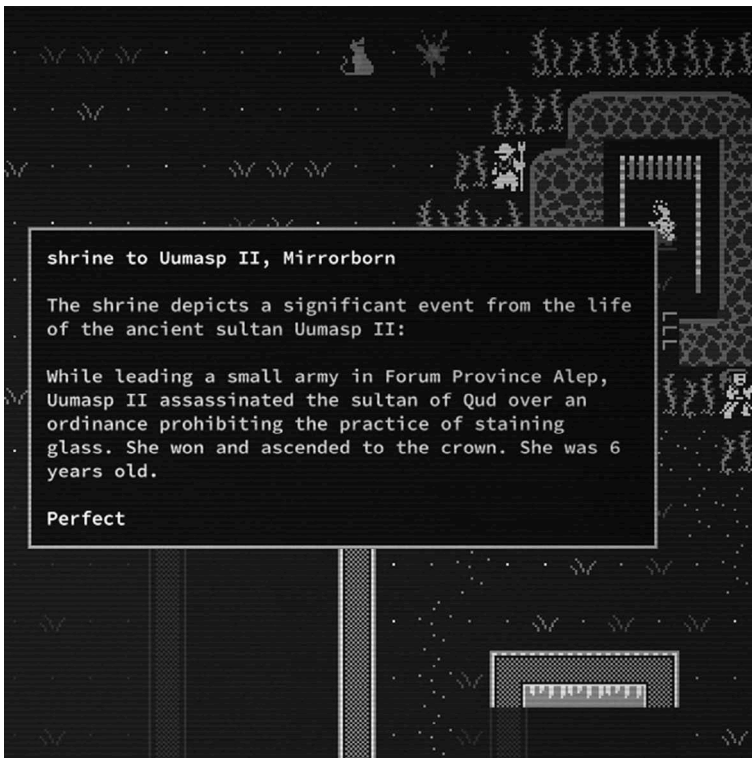 shrine to Uumasp II, Mirrorborn
The shrine depicts a significant event from the life
of the ancient sultan Uumasp II:
While leading a small army in Forum Province Alep,
Uumasp II assassinated the sultan of Qud over an
ordinance prohibiting the practice of staining
glass. She won and ascended to the crown. She was 6
years old.
Perfect